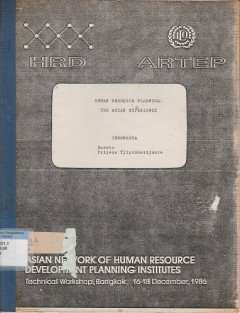 HRD ARTEP
HUMAN RESOURCE PLANNING:
THE ASIAN EXPERIENCE
INDONESIA
Prijono Tjiptoherijanto
ASIAN NETWORK OF HUMAN RESOURCE
DEVELOPMENT PLANNING INSTITUTES
Technical Workshop, Bangkok, 16-18 December, 1986